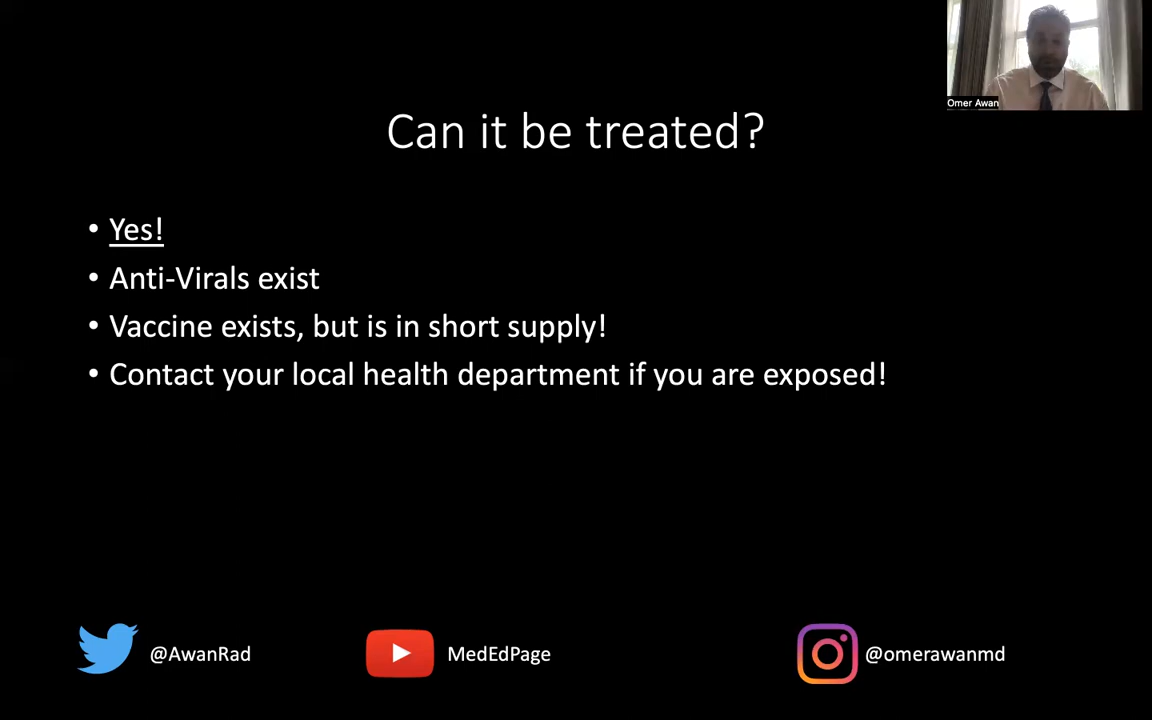 Omer Awan
Can it be treated?
• Yes!
• Anti-Virals exist
• Vaccine exists, but is in short supply!
• Contact your local health department if you are exposed!
@AwanRad
MedEdPage
@omerawanmd